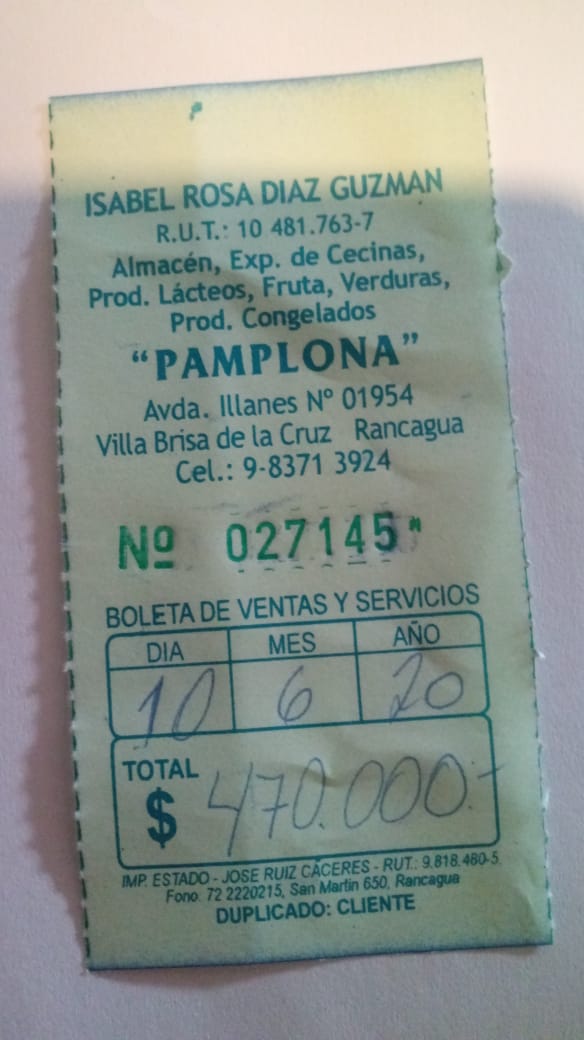 ISABEL ROSA DIAZ GUZMAN
R.U.T.: 10 481.763-7
Almacén, Exp. de Cecinas,
Prod. Lácteos, Fruta, Verduras,
Prod. Congelados
“PAMPLONA”
Avda. Illanes Nº 01954
Villa Brisa de la Cruz Rancagua
Cel.: 9-8371 3924
Nº 027145*
BOLETA DE VENTAS Y SERVICIOS
DIA MES AÑO
10 6 20
TOTAL
$ 470.000.-
IMP. ESTADO - JOSE RUIZ CÁCERES - RUT.: 9.818.480-5.
Fono: 72 2220215, San Martin 650, Rancagua
DUPLICADO: CLIENTE